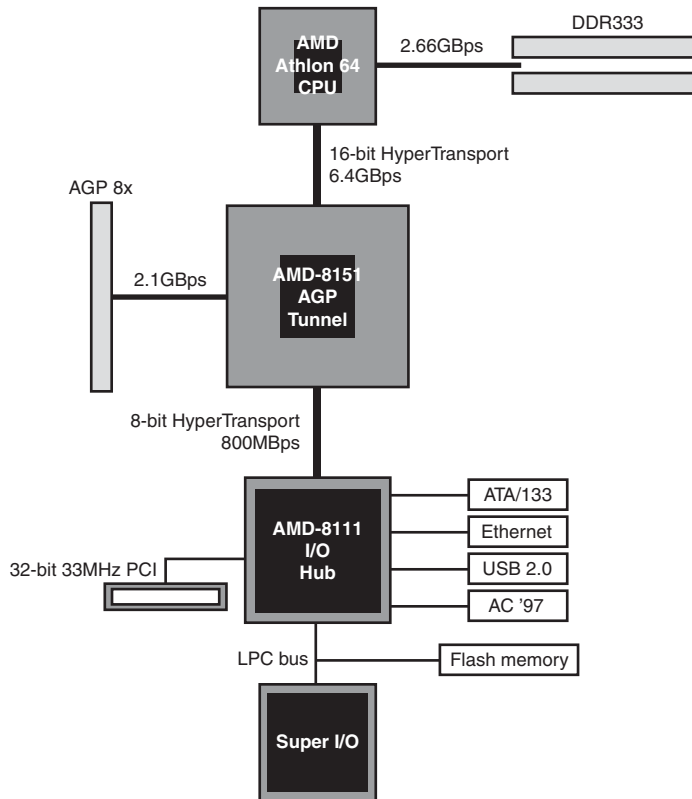 DDR333
AMD
Athlon 64
CPU
2.66GBps
16-bit HyperTransport
6.4GBps
AGP 8x
2.1GBps
AMD-8151
AGP
Tunnel
8-bit HyperTransport
800MBps
AMD-8111
I/O
Hub
ATA/133
Ethernet
USB 2.0
AC '97
32-bit 33MHz PCI
LPC bus
Flash memory
Super I/O